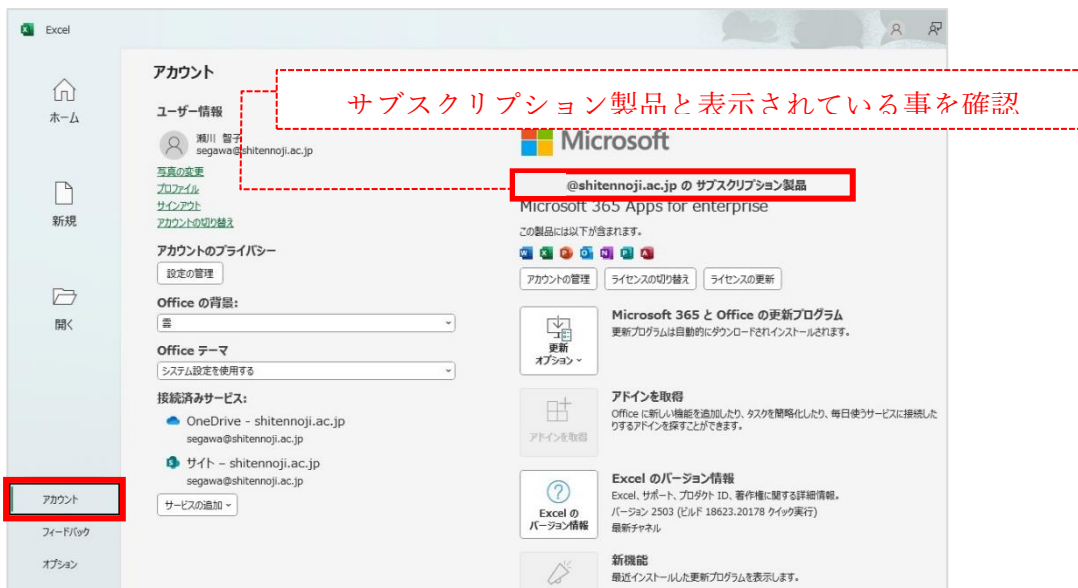 Excel
ホーム
新規
開く
アカウント
フィードバック
オプション
アカウント
サブスクリプション製品と表示されている事を確認
ユーザー情報
瀬川 智子
segawa@shitennoji.ac.jp
写真の変更
プロファイル
サインアウト
アカウントの切り替え
アカウントのプライバシー
設定の管理
Office の背景:
雲
Office テーマ
システム設定を使用する
接続済みサービス:
OneDrive - shitennoji.ac.jp
segawa@shitennoji.ac.jp
サイト – shitennoji.ac.jp
segawa@shitennoji.ac.jp
サービスの追加
Microsoft
@shitennoji.ac.jp の サブスクリプション製品
Microsoft 365 Apps for enterprise
この製品には以下が含まれます。
アカウントの管理 ライセンスの切り替え ライセンスの更新
更新
オプション
Microsoft 365 と Office の更新プログラム
更新プログラムは自動的にダウンロードされインストールされます。
アドインを取得
アドインを取得
Office に新しい機能を追加したり、タスクを簡略化したり、毎日使うサービスに接続した
りするアドインを探すことができます。
Excel の
バージョン情報
Excel のバージョン情報
Excel、サポート、プロダクト ID、著作権に関する詳細情報。
バージョン 2503 (ビルド 18623.20178 クイック実行)
最新チャネル
新機能
最近インストールした更新プログラムを表示します。